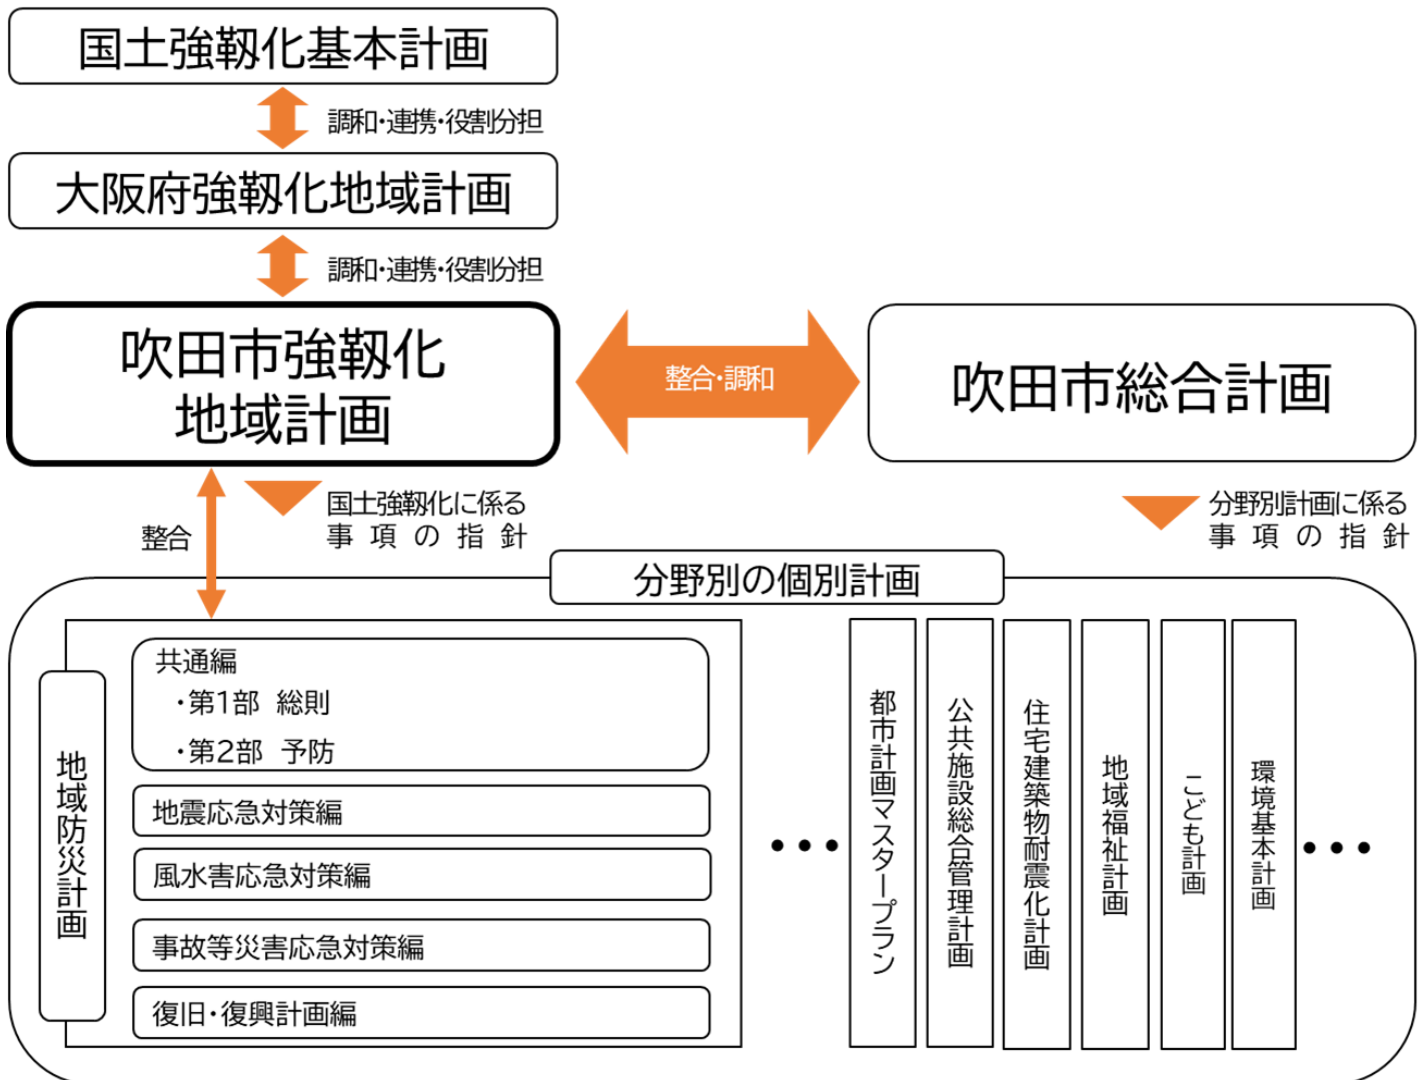 国土強靱化基本計画
調和・連携・役割分担
大阪府強靱化地域計画
調和・連携・役割分担
吹田市強靱化
地域計画
整合・調和
吹田市総合計画
整合
国土強靱化に係る
事項の指針
分野別計画に係る
事項の指針
分野別の個別計画
地域防災計画
共通編
・第1部 総則
・第2部 予防
地震応急対策編
風水害応急対策編
事故等災害応急対策編
復旧・復興計画編
•••
都市計画マスタープラン
公共施設総合管理計画
住宅建築物耐震化計画
地域福祉計画
こども計画
環境基本計画
•••